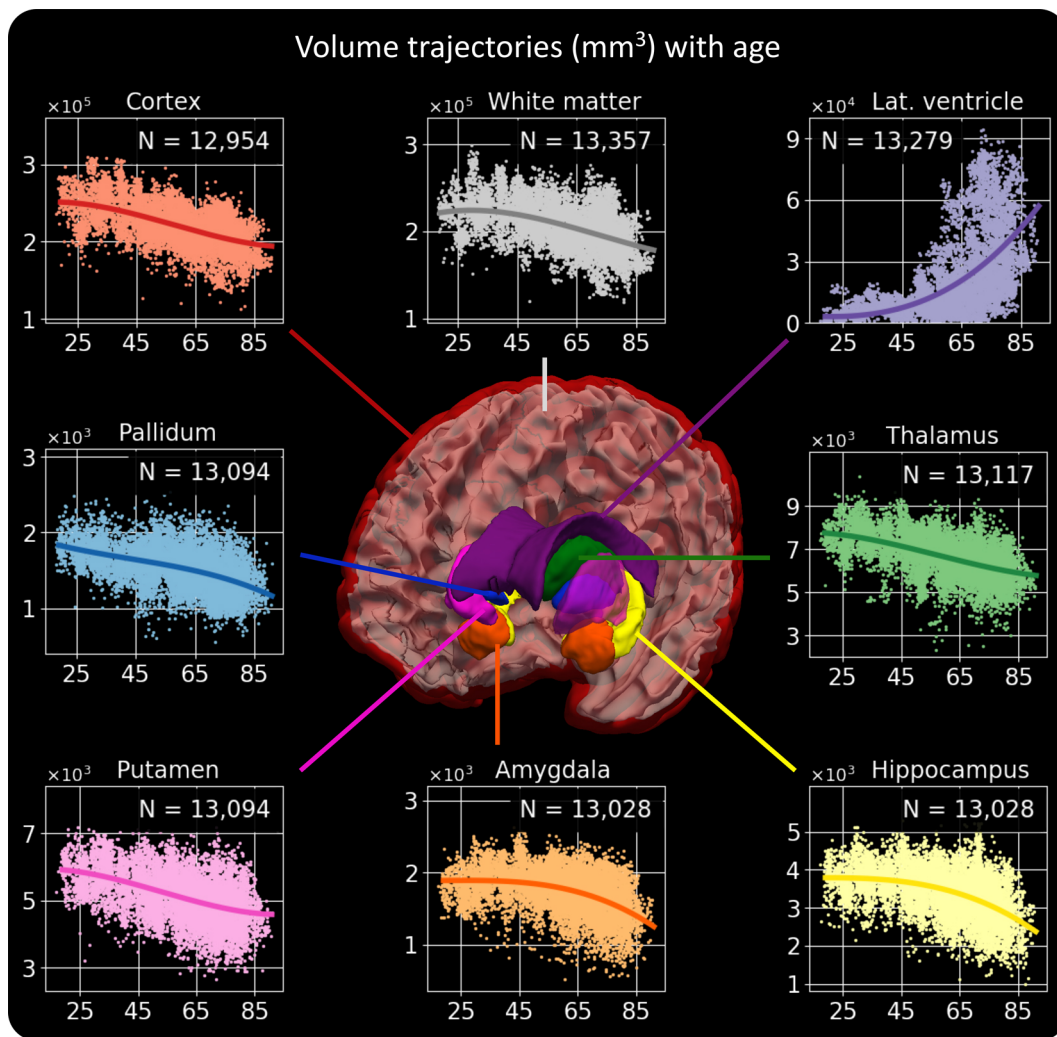 Volume trajectories (mm³) with age
×10⁵ Cortex
N = 12,954
3
2
1
25 45 65 85
×10⁵ White matter
N = 13,357
3
2
1
25 45 65 85
×10⁴ Lat. ventricle
N = 13,279
9
6
3
0
25 45 65 85
×10³ Pallidum
N = 13,094
3
2
1
25 45 65 85
×10³ Thalamus
N = 13,117
9
7
5
3
25 45 65 85
×10³ Putamen
N = 13,094
7
5
3
25 45 65 85
×10³ Amygdala
N = 13,028
3
2
1
25 45 65 85
×10³ Hippocampus
N = 13,028
5
4
3
2
1
25 45 65 85